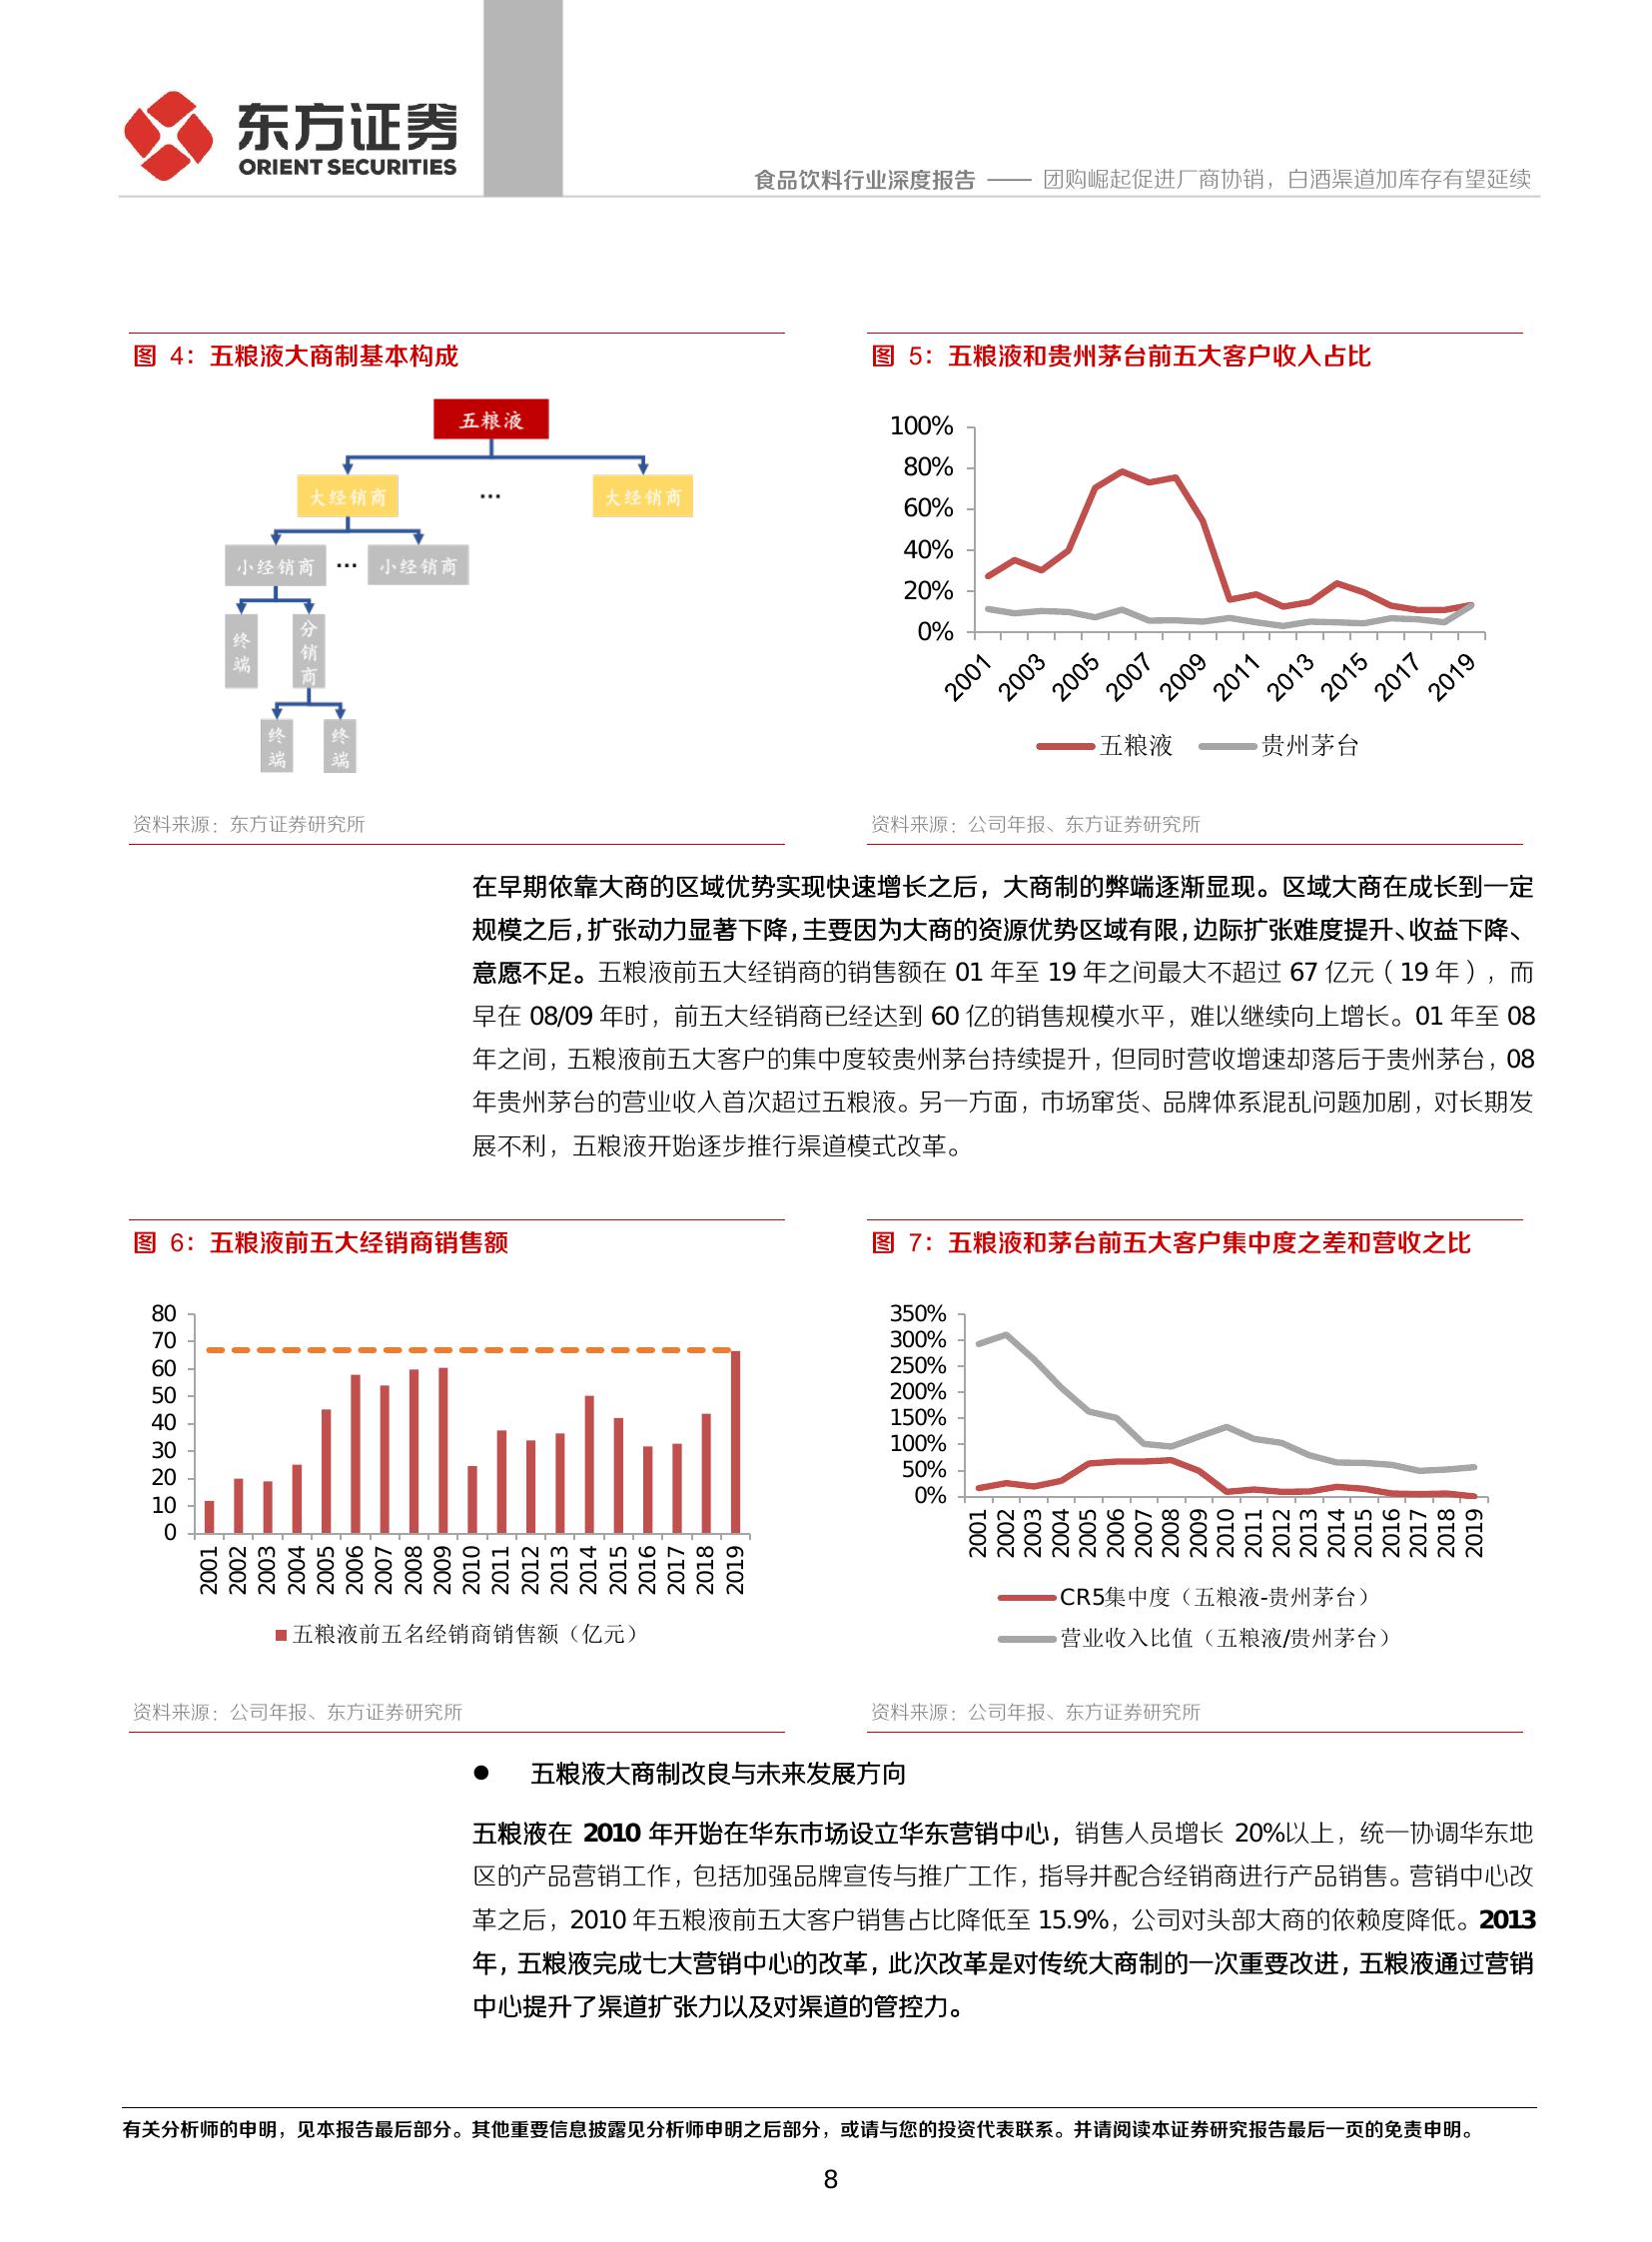 东方证券
ORIENT SECURITIES
食品饮料行业深度报告 —— 团购崛起促进厂商协销，白酒渠道加库存有望延续
图 4：五粮液大商制基本构成
五粮液
大经销商 … 大经销商
小经销商 … 小经销商
终端 分销商
终端 终端
资料来源：东方证券研究所
图 5：五粮液和贵州茅台前五大客户收入占比
100%
80%
60%
40%
20%
0%
2001 2003 2005 2007 2009 2011 2013 2015 2017 2019
五粮液 贵州茅台
资料来源：公司年报、东方证券研究所
在早期依靠大商的区域优势实现快速增长之后，大商制的弊端逐渐显现。区域大商在成长到一定
规模之后，扩张动力显著下降，主要因为大商的资源优势区域有限，边际扩张难度提升、收益下降、
意愿不足。五粮液前五大经销商的销售额在 01 年至 19 年之间最大不超过 67 亿元（19 年），而
早在 08/09 年时，前五大经销商已经达到 60 亿的销售规模水平，难以继续向上增长。01 年至 08
年之间，五粮液前五大客户的集中度较贵州茅台持续提升，但同时营收增速却落后于贵州茅台，08
年贵州茅台的营业收入首次超过五粮液。另一方面，市场窜货、品牌体系混乱问题加剧，对长期发
展不利，五粮液开始逐步推行渠道模式改革。
图 6：五粮液前五大经销商销售额
80
70
60
50
40
30
20
10
0
2001 2002 2003 2004 2005 2006 2007 2008 2009 2010 2011 2012 2013 2014 2015 2016 2017 2018 2019
五粮液前五名经销商销售额（亿元）
资料来源：公司年报、东方证券研究所
图 7：五粮液和茅台前五大客户集中度之差和营收之比
350%
300%
250%
200%
150%
100%
50%
0%
2001 2002 2003 2004 2005 2006 2007 2008 2009 2010 2011 2012 2013 2014 2015 2016 2017 2018 2019
CR5集中度（五粮液-贵州茅台）
营业收入比值（五粮液/贵州茅台）
资料来源：公司年报、东方证券研究所
● 五粮液大商制改良与未来发展方向
五粮液在 2010 年开始在华东市场设立华东营销中心，销售人员增长 20%以上，统一协调华东地
区的产品营销工作，包括加强品牌宣传与推广工作，指导并配合经销商进行产品销售。营销中心改
革之后，2010 年五粮液前五大客户销售占比降低至 15.9%，公司对头部大商的依赖度降低。2013
年，五粮液完成七大营销中心的改革，此次改革是对传统大商制的一次重要改进，五粮液通过营销
中心提升了渠道扩张力以及对渠道的管控力。
有关分析师的申明，见本报告最后部分。其他重要信息披露见分析师申明之后部分，或请与您的投资代表联系。并请阅读本证券研究报告最后一页的免责申明。
8